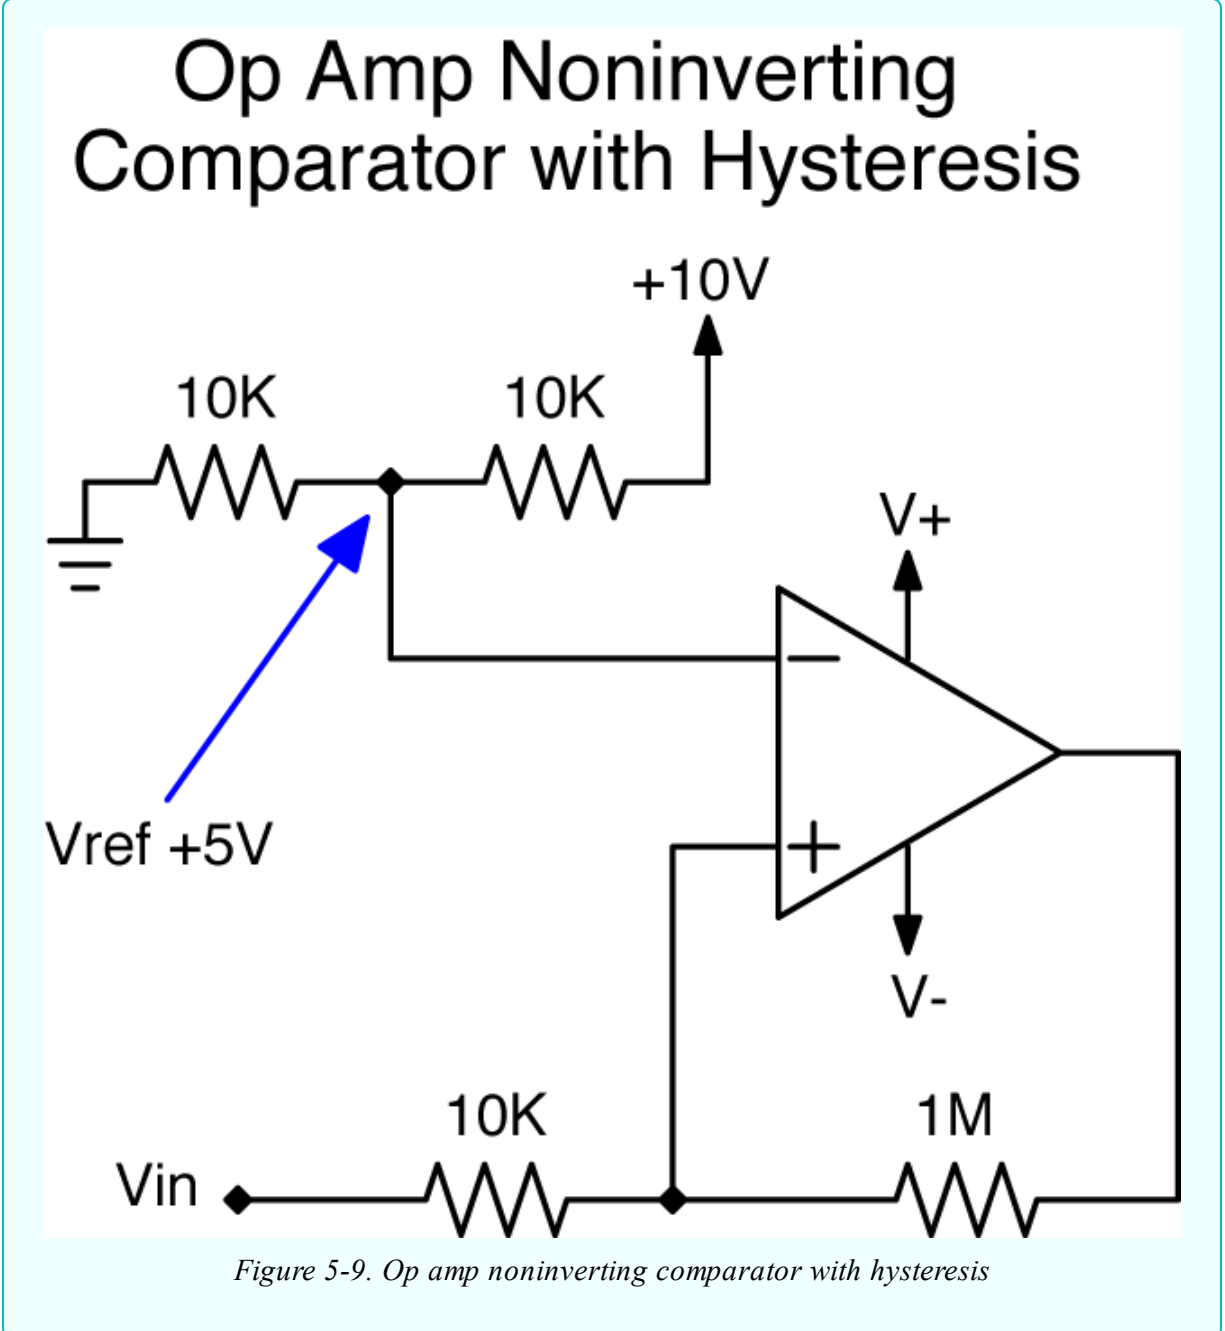 Op Amp Noninverting
Comparator with Hysteresis
+10V
10K
10K
V+
Vref +5V
V-
10K
1M
Vin
Figure 5-9. Op amp noninverting comparator with hysteresis